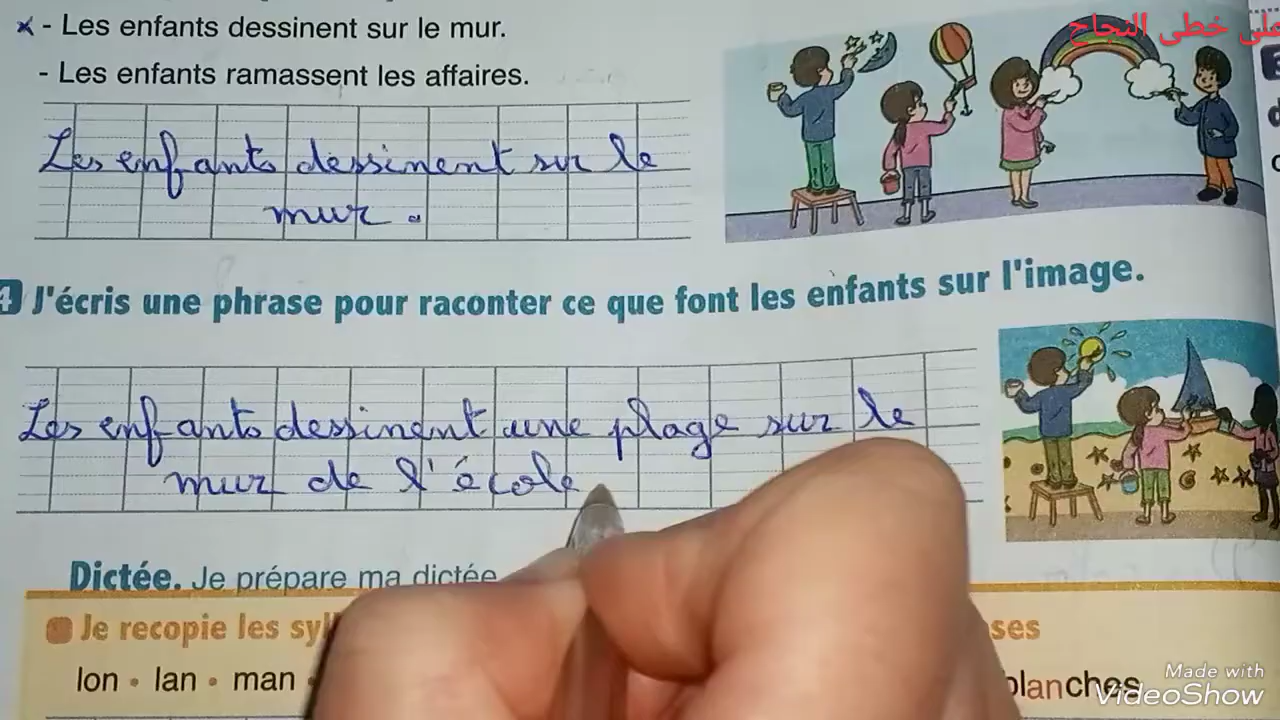 - Les enfants dessinent sur le mur.
- Les enfants ramassent les affaires.
Les enfants dessinent sur le
mur.
على خطى النجاح
4 J'écris une phrase pour raconter ce que font les enfants sur l'image.
Les enfants dessinent une plage sur le
mur de l'école
Dictée. Je prépare ma dictée
Je recopie les syl
ses
lon • lan • man
blanches
Made with
VideoShow